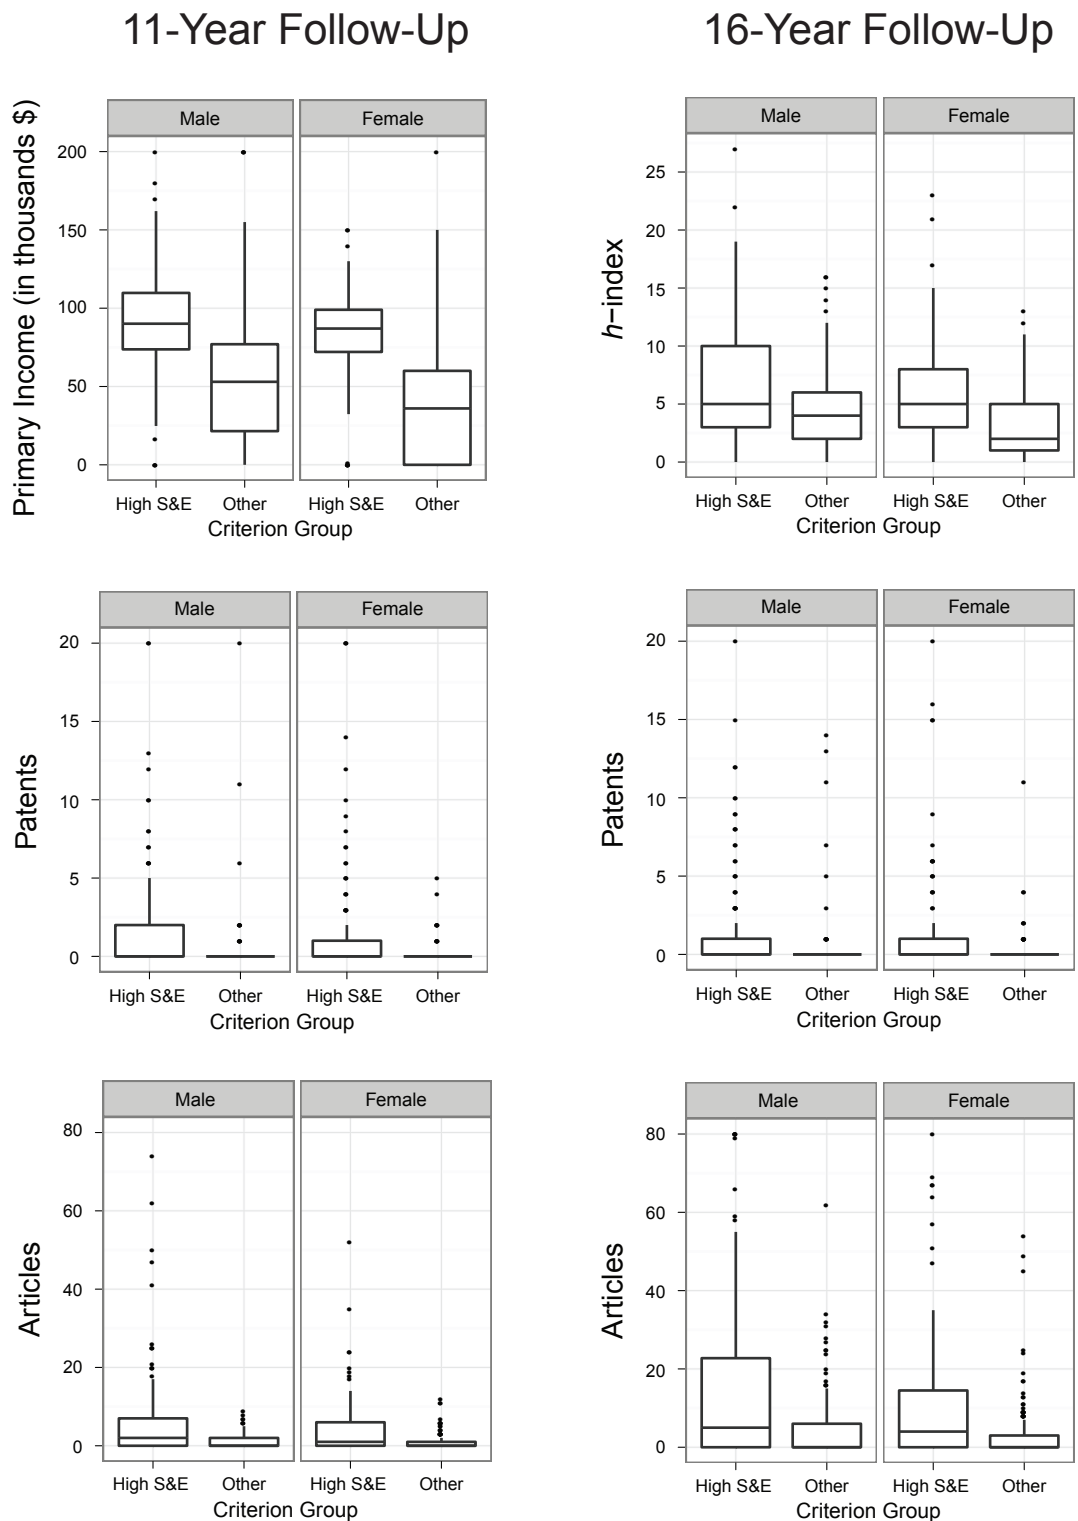 11-Year Follow-Up
16-Year Follow-Up
Primary Income (in thousands $)
Male
Female
200
150
100
50
0
High S&E
Other
High S&E
Other
Criterion Group
h−index
Male
Female
25
20
15
10
5
0
High S&E
Other
High S&E
Other
Criterion Group
Patents
Male
Female
20
15
10
5
0
High S&E
Other
High S&E
Other
Criterion Group
Patents
Male
Female
20
15
10
5
0
High S&E
Other
High S&E
Other
Criterion Group
Articles
Male
Female
80
60
40
20
0
High S&E
Other
High S&E
Other
Criterion Group
Articles
Male
Female
80
60
40
20
0
High S&E
Other
High S&E
Other
Criterion Group